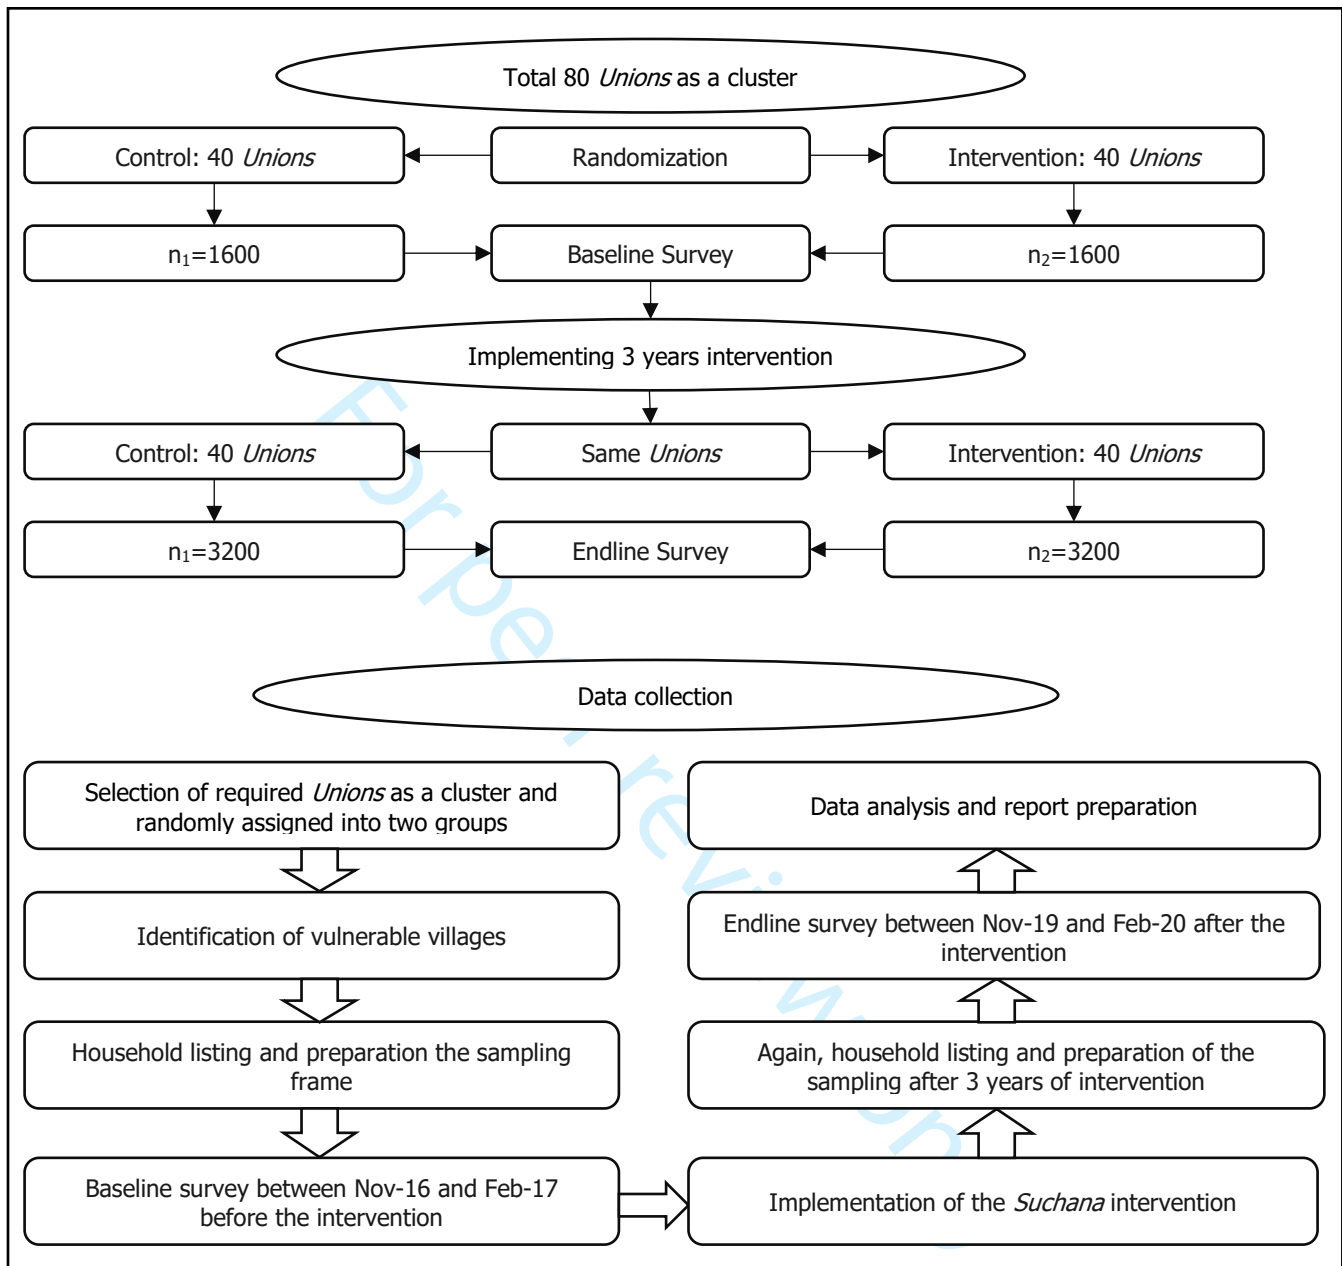 Total 80 Unions as a cluster
Control: 40 Unions
Randomization
Intervention: 40 Unions
n₁=1600
Baseline Survey
n₂=1600
Implementing 3 years intervention
Control: 40 Unions
Same Unions
Intervention: 40 Unions
n₁=3200
Endline Survey
n₂=3200
Data collection
Selection of required Unions as a cluster and
randomly assigned into two groups
Identification of vulnerable villages
Household listing and preparation the sampling
frame
Baseline survey between Nov-16 and Feb-17
before the intervention
Implementation of the Suchana intervention
Again, household listing and preparation of the
sampling after 3 years of intervention
Endline survey between Nov-19 and Feb-20 after the
intervention
Data analysis and report preparation
For peer review on